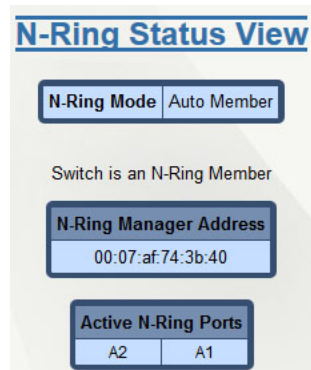 N-Ring Status View
N-Ring Mode Auto Member
Switch is an N-Ring Member
N-Ring Manager Address
00:07:af:74:3b:40
Active N-Ring Ports
A2 A1